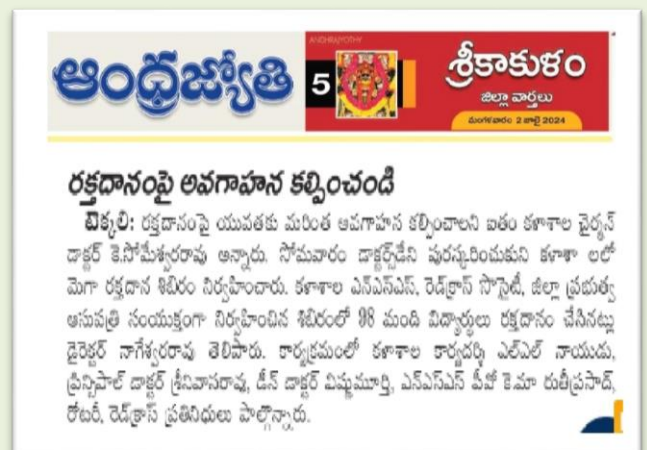 ANDHRAJYOTHY
ఆంధ్రజ్యోతి
5
శ్రీకాకుళం
జిల్లా వార్తలు
మంగళవారం 2 జూలై 2024
రక్తదానంపై అవగాహన కల్పించండి
టెక్కలి: రక్తదానంపై యువతకు మరింత అవగాహన కల్పించాలని ఐతం కళాశాల చైర్మన్
డాక్టర్ కె.సోమేశ్వరరావు అన్నారు. సోమవారం డాక్టర్స్‌డేని పురస్కరించుకుని కళాశా లలో
మెగా రక్తదాన శిబిరం నిర్వహించారు. కళాశాల ఎన్ఎస్ఎస్, రెడ్‌క్రాస్ సొసైటీ, జిల్లా ప్రభుత్వ
ఆసుపత్రి సంయుక్తంగా నిర్వహించిన శిబిరంలో 98 మంది విద్యార్థులు రక్తదానం చేసినట్లు
డైరెక్టర్ నాగేశ్వరరావు తెలిపారు. కార్యక్రమంలో కళాశాల కార్యదర్శి ఎల్ఎల్ నాయుడు,
ప్రిన్సిపాల్ డాక్టర్ శ్రీనివాసరావు, డీన్ డాక్టర్ విష్ణుమూర్తి, ఎన్ఎస్ఎస్ పీవో
రోటరీ, రెడ్‌క్రాస్ ప్రతినిధులు పాల్గొన్నారు.